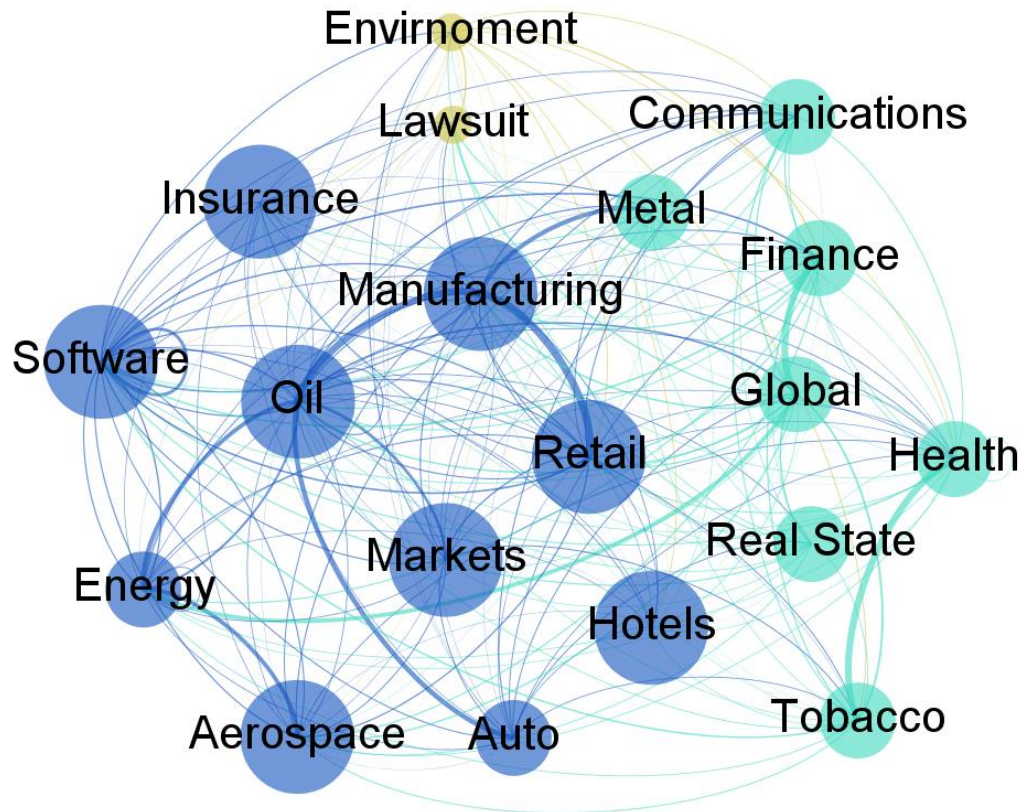 Envirnoment
Communications
Lawsuit
Insurance
Metal
Finance
Manufacturing
Software
Oil
Global
Retail
Health
Markets
Real State
Energy
Hotels
Aerospace
Auto
Tobacco